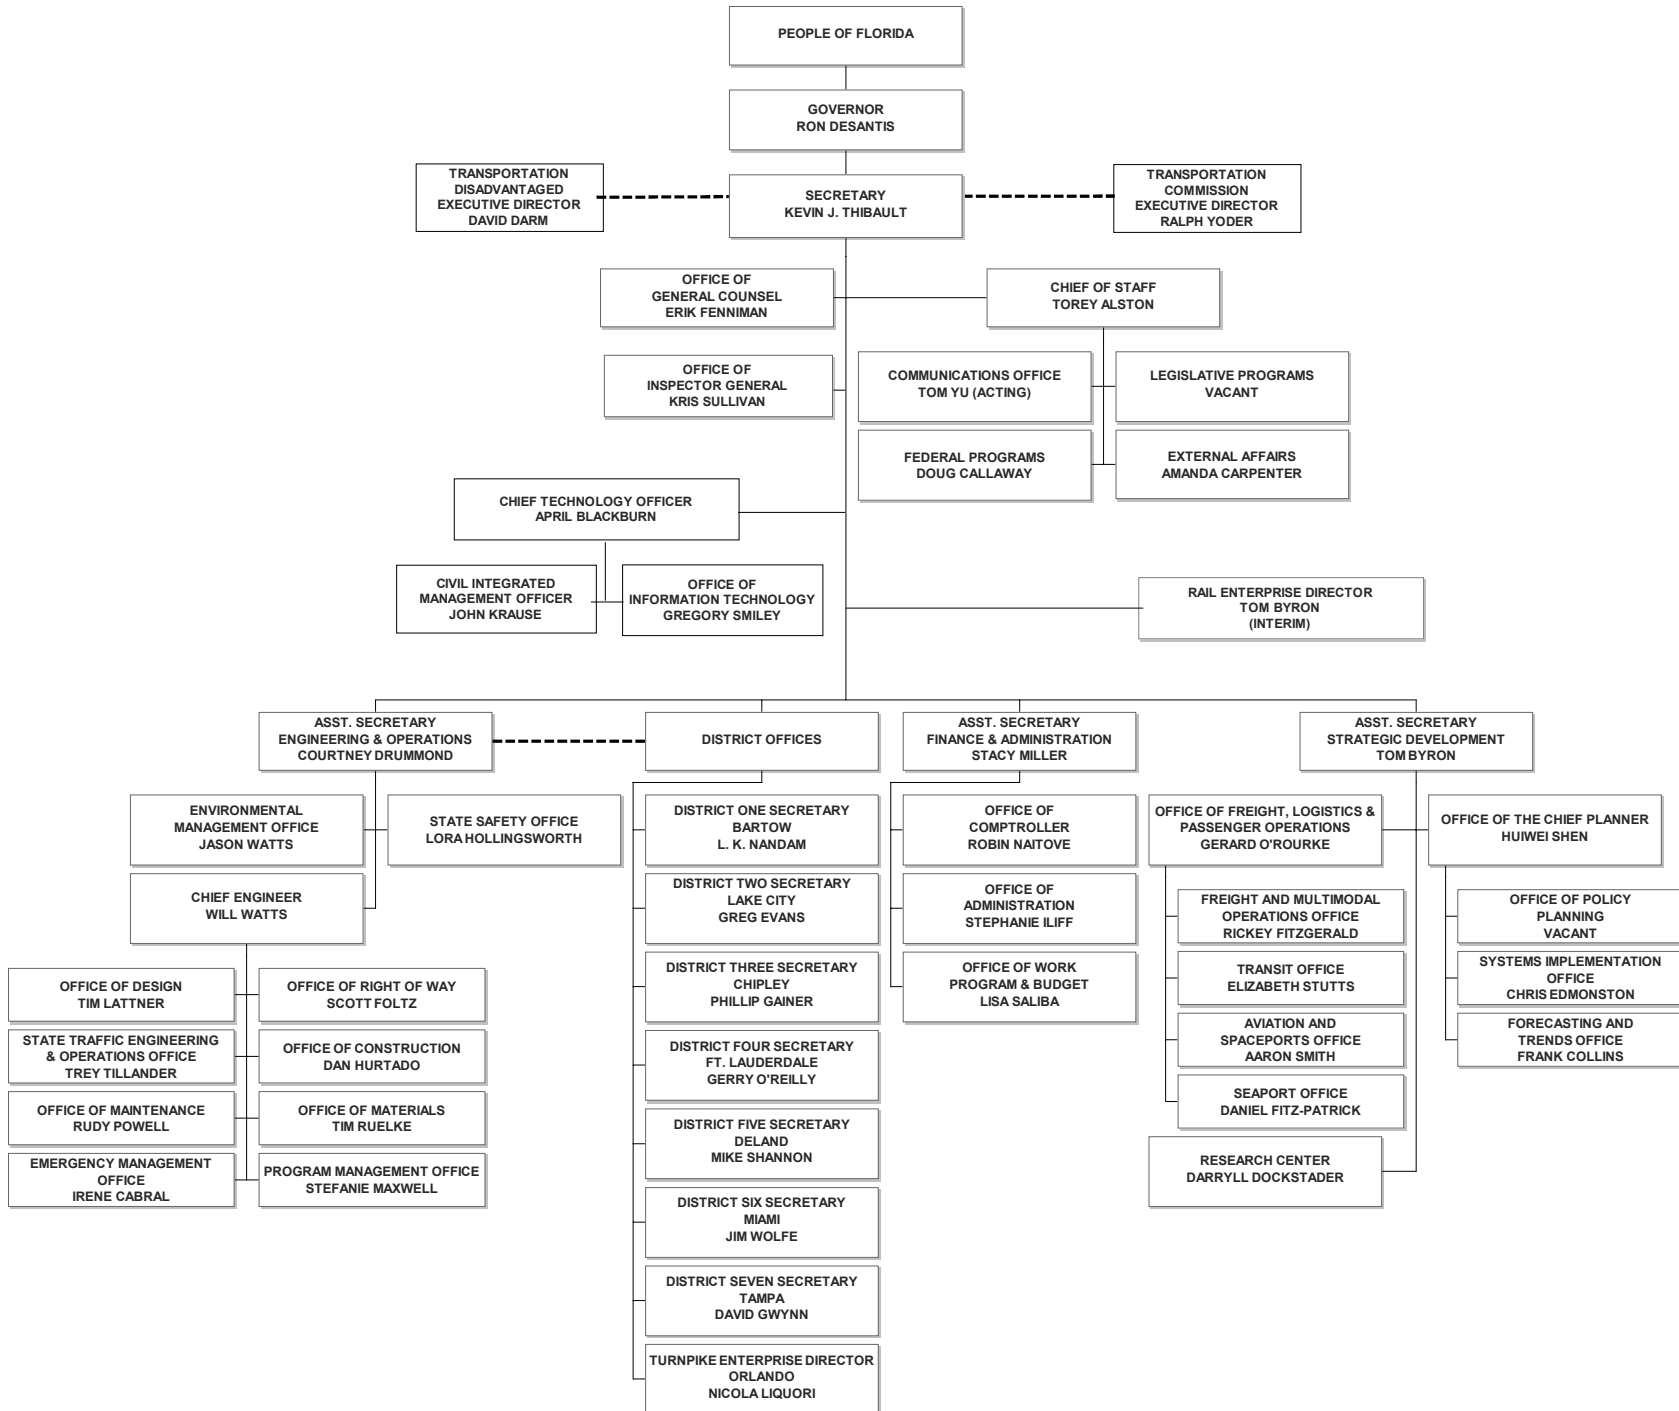 PEOPLE OF FLORIDA
GOVERNOR
RON DESANTIS
TRANSPORTATION
DISADVANTAGED
EXECUTIVE DIRECTOR
DAVID DARM
SECRETARY
KEVIN J. THIBAULT
TRANSPORTATION
COMMISSION
EXECUTIVE DIRECTOR
RALPH YODER
OFFICE OF
GENERAL COUNSEL
ERIK FENNIMAN
CHIEF OF STAFF
TOREY ALSTON
OFFICE OF
INSPECTOR GENERAL
KRIS SULLIVAN
COMMUNICATIONS OFFICE
TOM YU (ACTING)
LEGISLATIVE PROGRAMS
VACANT
FEDERAL PROGRAMS
DOUG CALLAWAY
EXTERNAL AFFAIRS
AMANDA CARPENTER
CHIEF TECHNOLOGY OFFICER
APRIL BLACKBURN
CIVIL INTEGRATED
MANAGEMENT OFFICER
JOHN KRAUSE
OFFICE OF
INFORMATION TECHNOLOGY
GREGORY SMILEY
RAIL ENTERPRISE DIRECTOR
TOM BYRON
(INTERIM)
ASST. SECRETARY
ENGINEERING & OPERATIONS
COURTNEY DRUMMOND
DISTRICT OFFICES
ASST. SECRETARY
FINANCE & ADMINISTRATION
STACY MILLER
ASST. SECRETARY
STRATEGIC DEVELOPMENT
TOM BYRON
ENVIRONMENTAL
MANAGEMENT OFFICE
JASON WATTS
STATE SAFETY OFFICE
LORA HOLLINGSWORTH
CHIEF ENGINEER
WILL WATTS
OFFICE OF DESIGN
TIM LATTNER
OFFICE OF RIGHT OF WAY
SCOTT FOLTZ
STATE TRAFFIC ENGINEERING
& OPERATIONS OFFICE
TREY TILLANDER
OFFICE OF CONSTRUCTION
DAN HURTADO
OFFICE OF MAINTENANCE
RUDY POWELL
OFFICE OF MATERIALS
TIM RUELKE
EMERGENCY MANAGEMENT
OFFICE
IRENE CABRAL
PROGRAM MANAGEMENT OFFICE
STEFANIE MAXWELL
DISTRICT ONE SECRETARY
BARTOW
L. K. NANDAM
DISTRICT TWO SECRETARY
LAKE CITY
GREG EVANS
DISTRICT THREE SECRETARY
CHIPLEY
PHILLIP GAINER
DISTRICT FOUR SECRETARY
FT. LAUDERDALE
GERRY O'REILLY
DISTRICT FIVE SECRETARY
DELAND
MIKE SHANNON
DISTRICT SIX SECRETARY
MIAMI
JIM WOLFE
DISTRICT SEVEN SECRETARY
TAMPA
DAVID GWYNN
TURNPIKE ENTERPRISE DIRECTOR
ORLANDO
NICOLA LIQUORI
OFFICE OF
COMPTROLLER
ROBIN NAITOVE
OFFICE OF
ADMINISTRATION
STEPHANIE ILIFF
OFFICE OF WORK
PROGRAM & BUDGET
LISA SALIBA
OFFICE OF FREIGHT, LOGISTICS &
PASSENGER OPERATIONS
GERARD O'ROURKE
OFFICE OF THE CHIEF PLANNER
HUIWEI SHEN
FREIGHT AND MULTIMODAL
OPERATIONS OFFICE
RICKEY FITZGERALD
TRANSIT OFFICE
ELIZABETH STUTTS
AVIATION AND
SPACEPORTS OFFICE
AARON SMITH
SEAPORT OFFICE
DANIEL FITZ-PATRICK
RESEARCH CENTER
DARRYLL DOCKSTADER
OFFICE OF POLICY
PLANNING
VACANT
SYSTEMS IMPLEMENTATION
OFFICE
CHRIS EDMONSTON
FORECASTING AND
TRENDS OFFICE
FRANK COLLINS